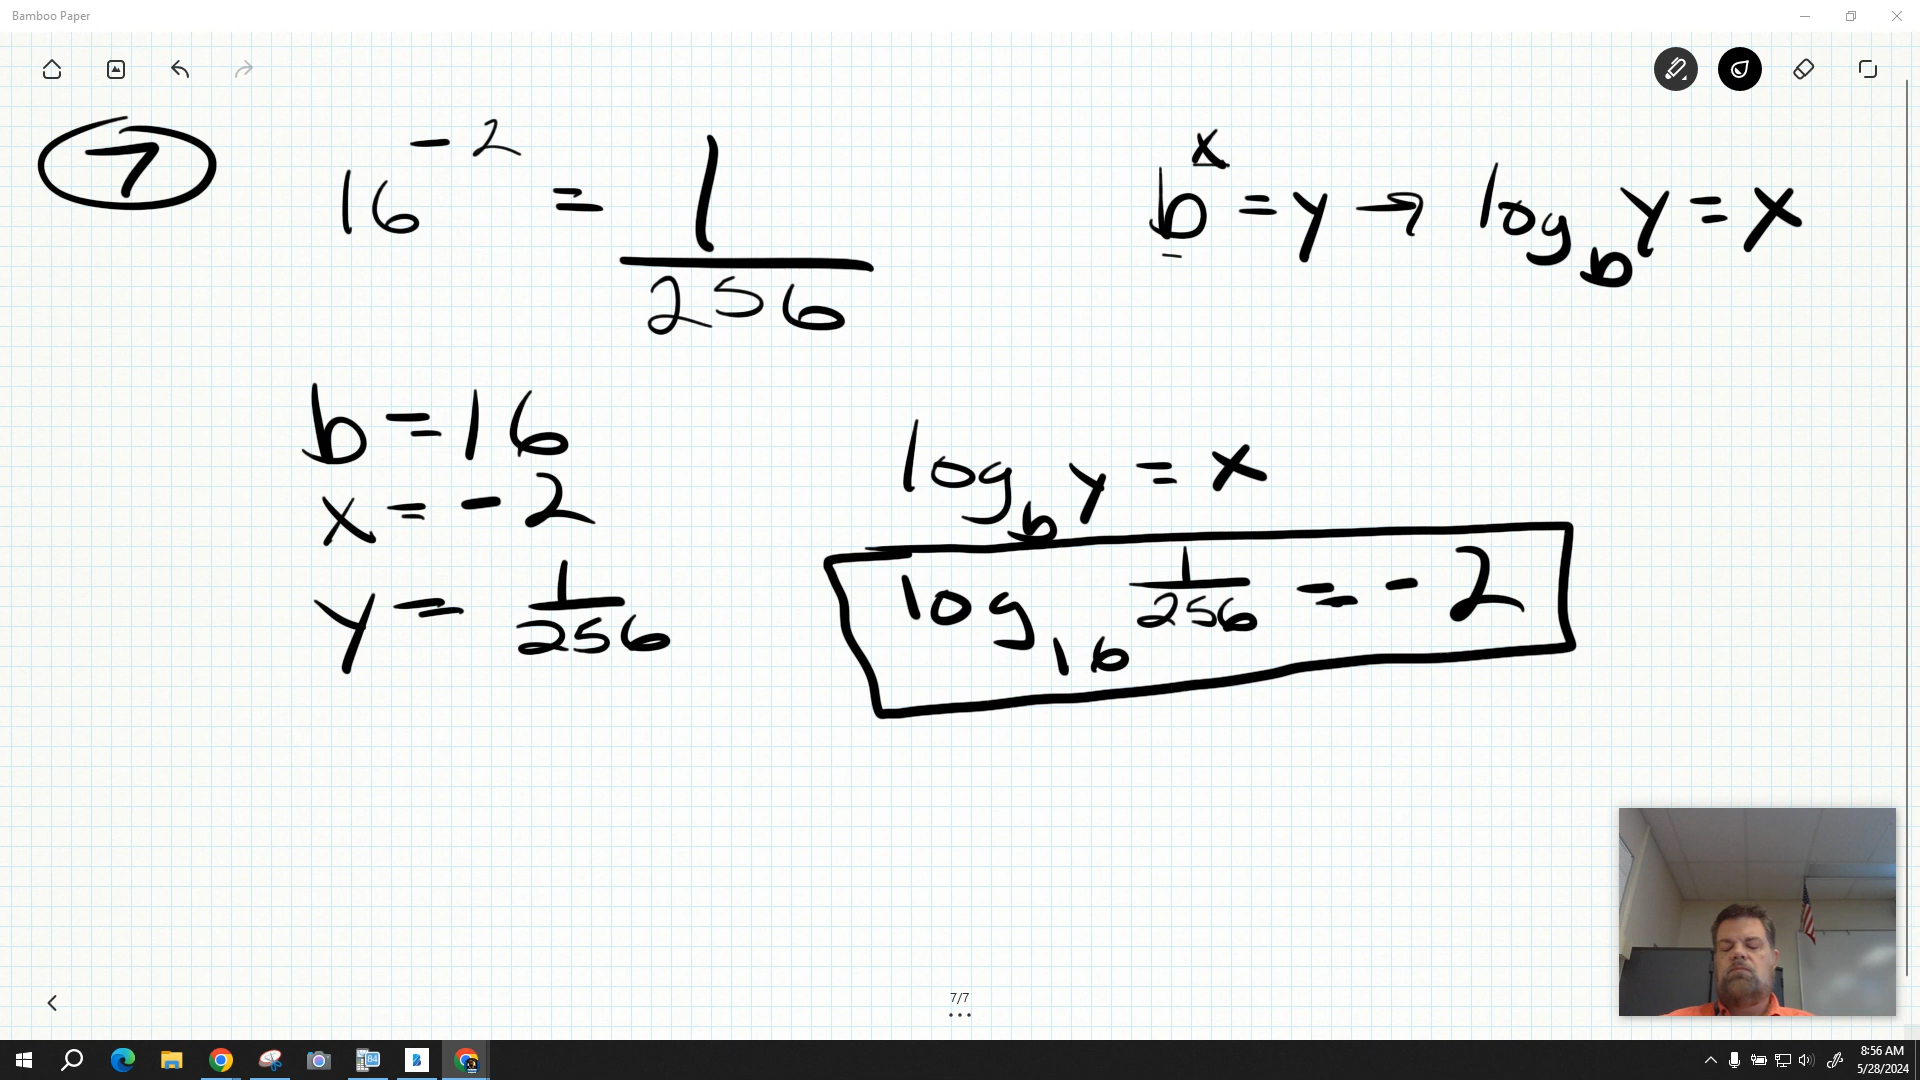 Bamboo Paper
7
16^-2 = 1/256
b^x = y → log_b y = x
b = 16
x = -2
y = 1/256
log_b y = x
log_16 1/256 = -2
7/7
84
8:56 AM
5/28/2024